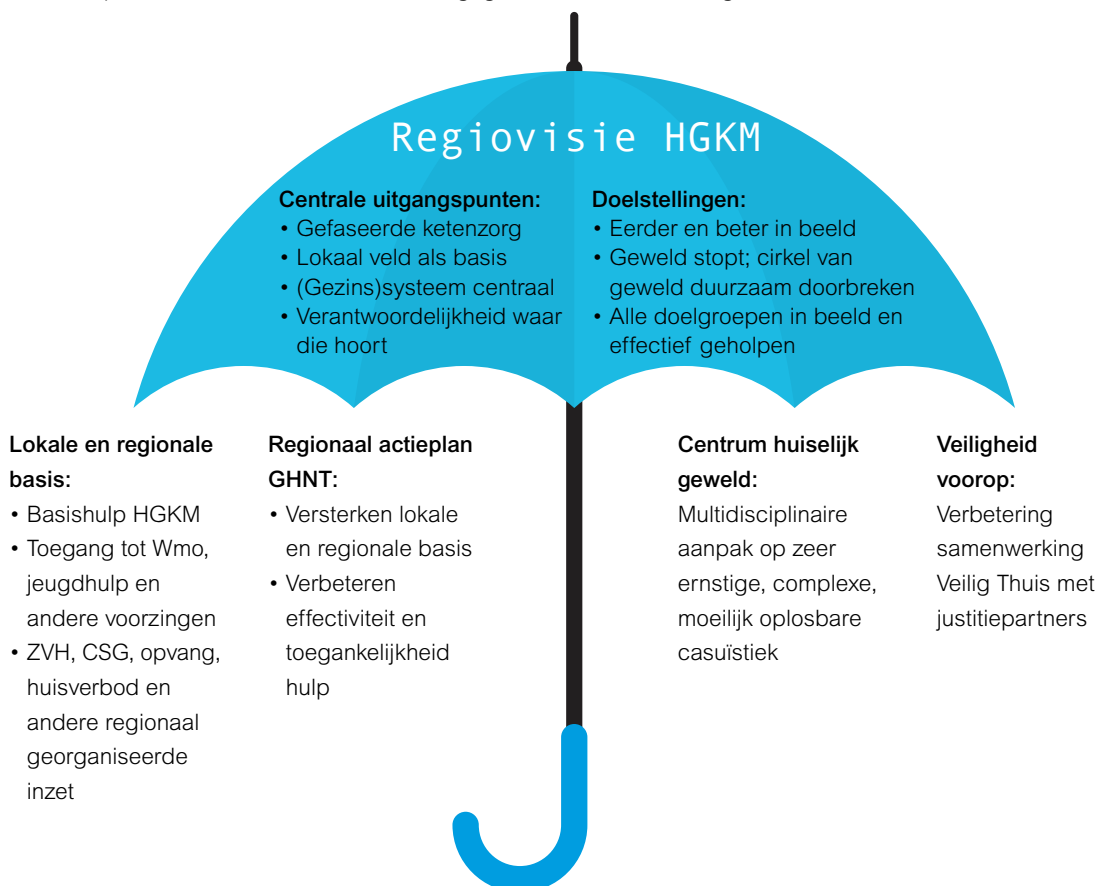 Regiovisie HGKM
Centrale uitgangspunten:
• Gefaseerde ketenzorg
• Lokaal veld als basis
• (Gezins)systeem centraal
• Verantwoordelijkheid waar
die hoort
Doelstellingen:
• Eerder en beter in beeld
• Geweld stopt; cirkel van
geweld duurzaam doorbreken
• Alle doelgroepen in beeld en
effectief geholpen
Lokale en regionale
basis:
• Basishulp HGKM
• Toegang tot Wmo,
jeugdhulp en
andere voorzingen
• ZVH, CSG, opvang,
huisverbod en
andere regionaal
georganiseerde
inzet
Regionaal actieplan
GHNT:
• Versterken lokale
en regionale basis
• Verbeteren
effectiviteit en
toegankelijkheid
hulp
Centrum huiselijk
geweld:
Multidisciplinaire
aanpak op zeer
ernstige, complexe,
moeilijk oplosbare
casuïstiek
Veiligheid
voorop:
Verbetering
samenwerking
Veilig Thuis met
justitiepartners